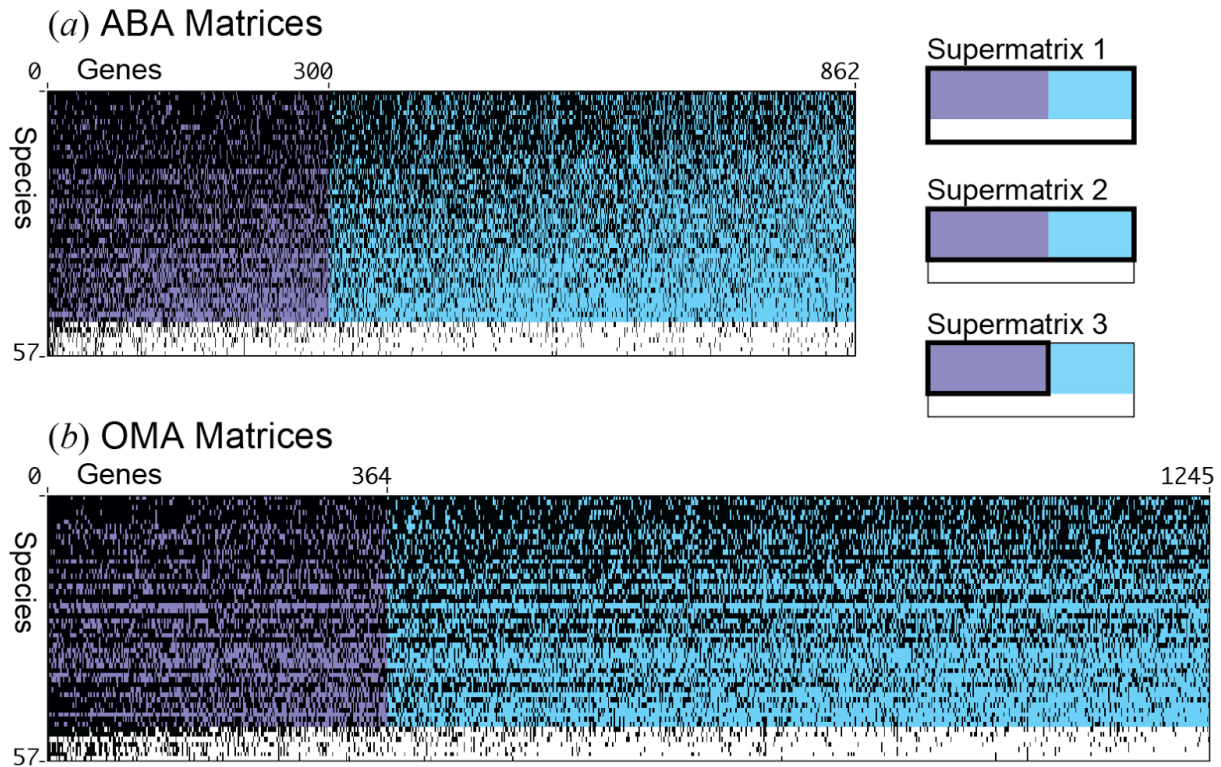 (a) ABA Matrices
0 Genes 300 862
Species
57
Supermatrix 1
Supermatrix 2
Supermatrix 3
(b) OMA Matrices
0 Genes 364 1245
Species
57